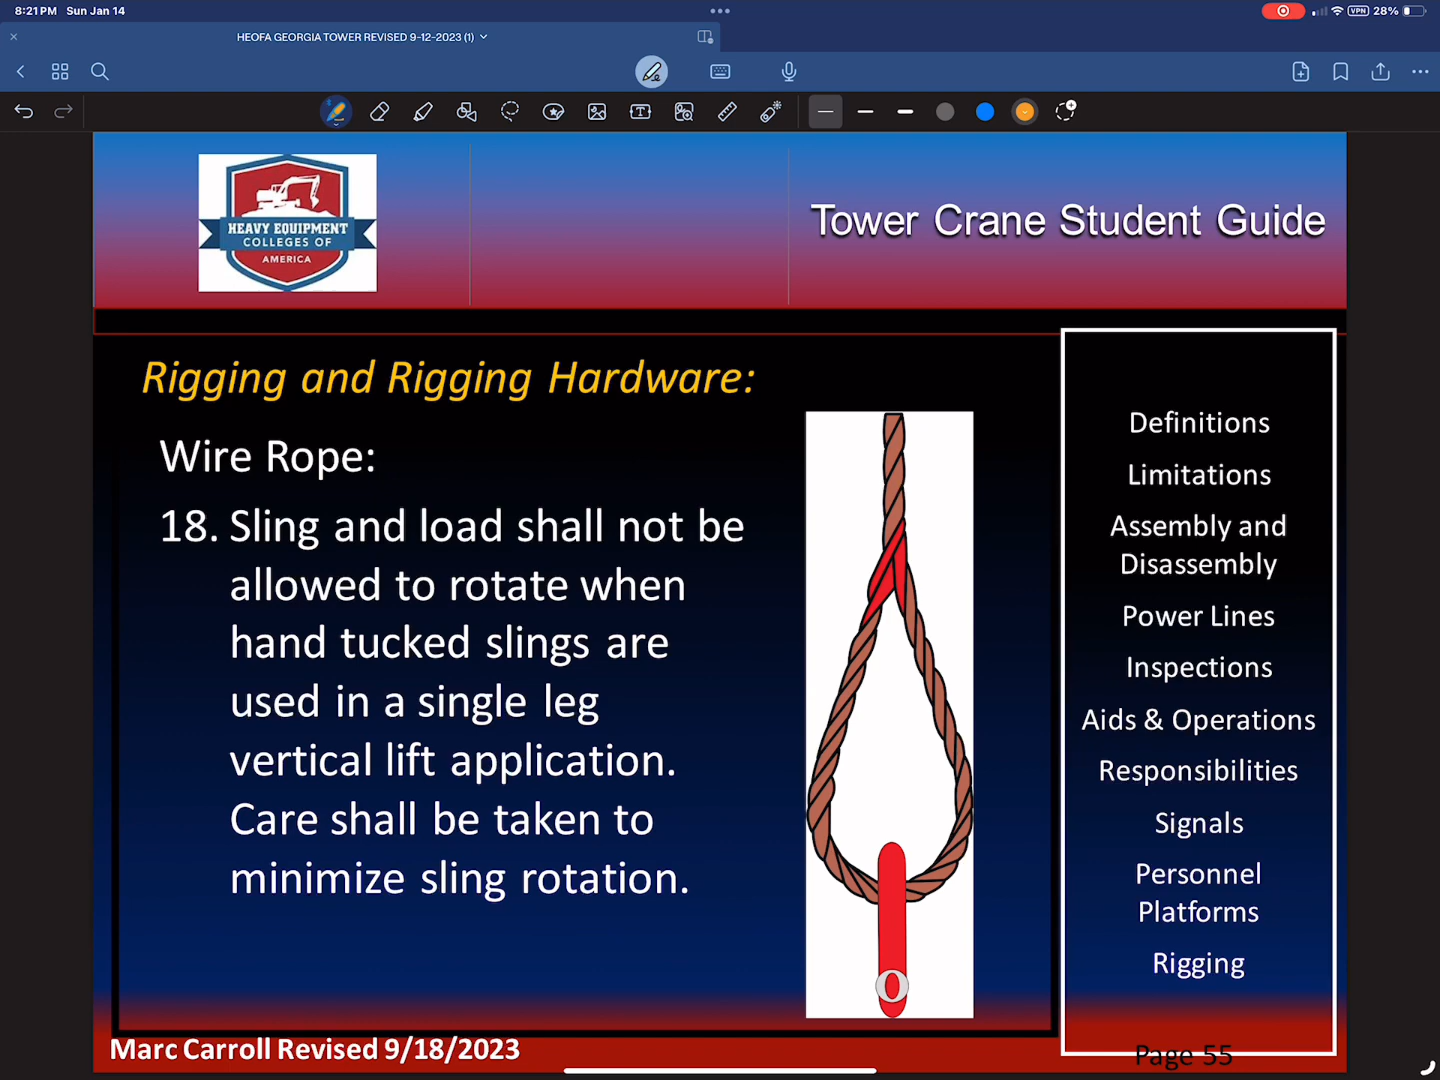 8:21 PM Sun Jan 14
VPN 28%
HEOFA GEORGIA TOWER REVISED 9-12-2023 (1)
HEAVY EQUIPMENT
COLLEGES OF
AMERICA
Tower Crane Student Guide
Rigging and Rigging Hardware:
Wire Rope:
18. Sling and load shall not be
allowed to rotate when
hand tucked slings are
used in a single leg
vertical lift application.
Care shall be taken to
minimize sling rotation.
Definitions
Limitations
Assembly and
Disassembly
Power Lines
Inspections
Aids & Operations
Responsibilities
Signals
Personnel
Platforms
Rigging
Marc Carroll Revised 9/18/2023
Page 55